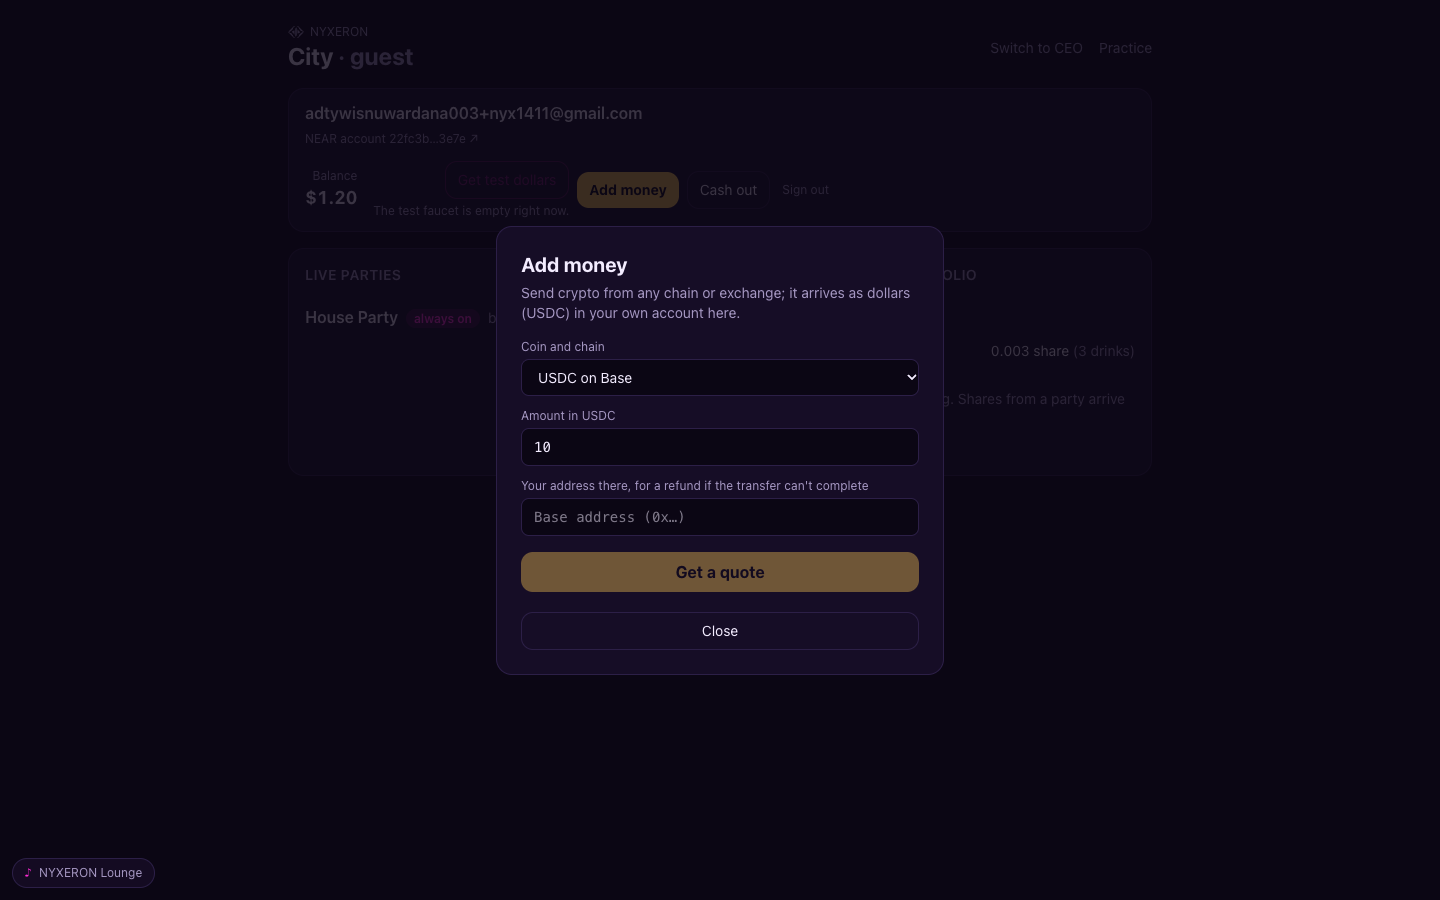 NYXERON
City · guest
Switch to CEO Practice
adtywisnuwardana003+nyx1411@gmail.com
NEAR account 22fc3b…3e7e ↗
Balance
$1.20
Get test dollars
The test faucet is empty right now.
Add money
Cash out
Sign out
LIVE PARTIES
House Party always on b
OLIO
0.003 share (3 drinks)
g. Shares from a party arrive
Add money
Send crypto from any chain or exchange; it arrives as dollars
(USDC) in your own account here.
Coin and chain
USDC on Base
Amount in USDC
10
Your address there, for a refund if the transfer can't complete
Base address (0x…)
Get a quote
Close
♪ NYXERON Lounge